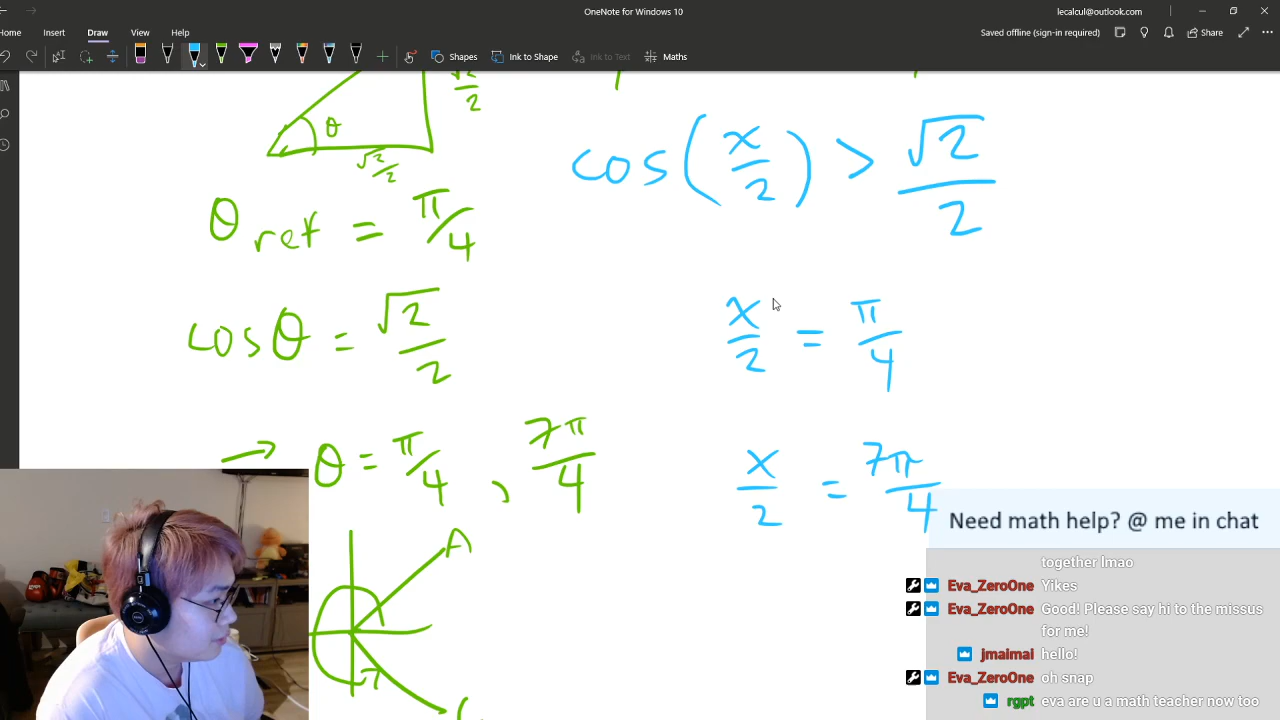 OneNote for Windows 10
lecalcul@outlook.com
Home Insert Draw View Help
Saved offline (sign-in required)
Share
Shapes
Ink to Shape
Ink to Text
Maths
√2/2
θ
√2/2
cos(x/2) > √2/2
θ ref = π/4
cosθ = √2/2
x/2 = π/4
→ θ = π/4, 7π/4
x/2 = 7π/4
A
Need math help? @ me in chat
together lmao
Eva_ZeroOne Yikes
Eva_ZeroOne Good! Please say hi to the missus
for me!
jmaimai hello!
Eva_ZeroOne oh snap
rgpt eva are u a math teacher now too